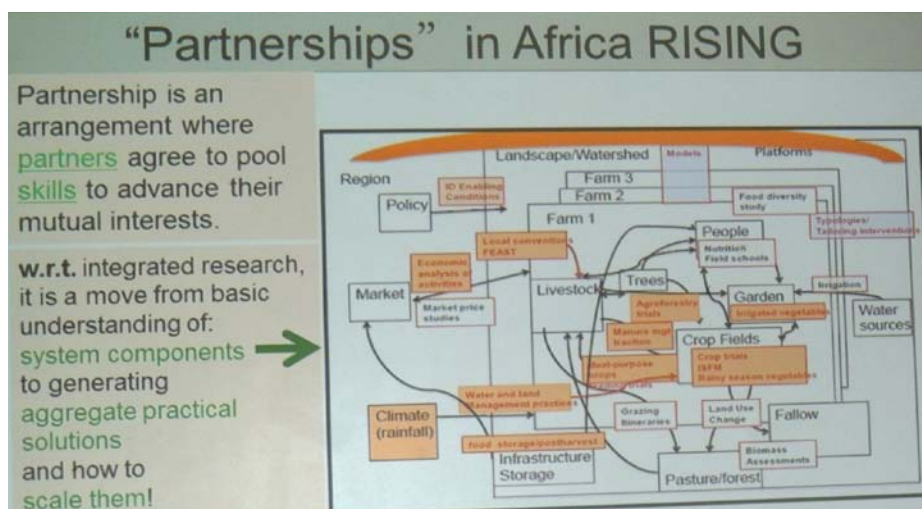 “Partnerships” in Africa RISING
Partnership is an
arrangement where
partners agree to pool
skills to advance their
mutual interests.
w.r.t. integrated research,
it is a move from basic
understanding of:
system components
to generating
aggregate practical
solutions
and how to
scale them!
Landscape/Watershed
Models
Platforms
Region
Farm 3
Farm 2
Farm 1
ID Enabling
Conditions
Policy
Food diversity
study
Typologies/
Tailoring interventions
People
Nutrition
Field schools
Local conventions
FEAST
Economic
analysis of
activities
Market
Market price
studies
Livestock
Trees
Agroforestry
trials
Garden
Irrigated vegetables
Irrigation
Water
sources
Manure mgt
traction
Crop Fields
Crop trials
ISFM
Rainy season vegetables
crops
Water and land
Management practices
Climate
(rainfall)
Grazing
Itineraries
Land Use
Change
Fallow
food storage/postharvest
Infrastructure
Storage
Biomass
Assessments
Pasture/forest